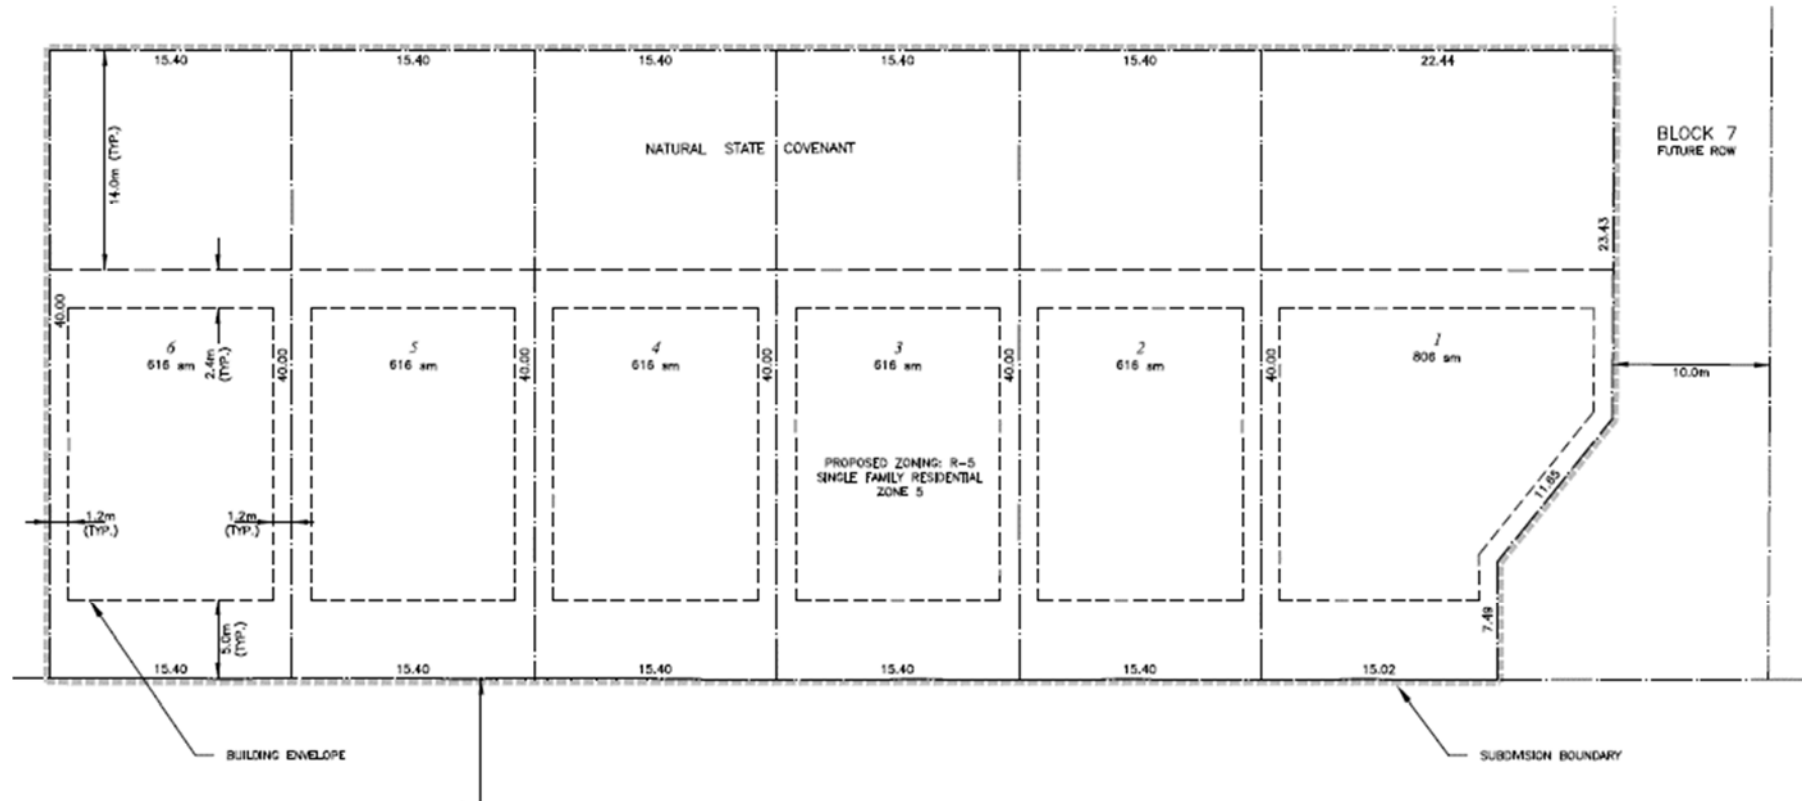 15.40
15.40
15.40
15.40
15.40
22.44
14.0m (TYP.)
NATURAL STATE COVENANT
BLOCK 7
FUTURE ROW
23.43
40.00
6
616 sm
2.4m
(TYP.)
40.00
5
616 sm
40.00
4
616 sm
40.00
3
616 sm
40.00
2
616 sm
40.00
1
806 sm
10.0m
PROPOSED ZONING: R-5
SINGLE FAMILY RESIDENTIAL
ZONE 5
11.65
1.2m
(TYP.)
1.2m
(TYP.)
5.0m
(TYP.)
7.49
15.40
15.40
15.40
15.40
15.40
15.02
BUILDING ENVELOPE
SUBDIVISION BOUNDARY